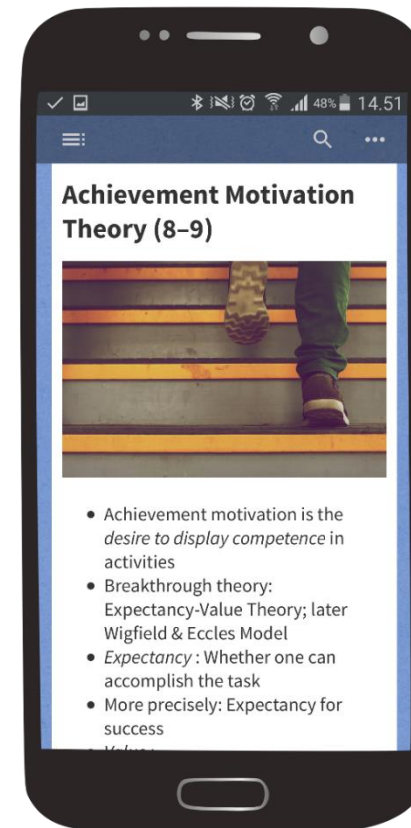 48% 14.51
Achievement Motivation
Theory (8–9)
• Achievement motivation is the
desire to display competence in
activities
• Breakthrough theory:
Expectancy-Value Theory; later
Wigfield & Eccles Model
• Expectancy : Whether one can
accomplish the task
• More precisely: Expectancy for
success